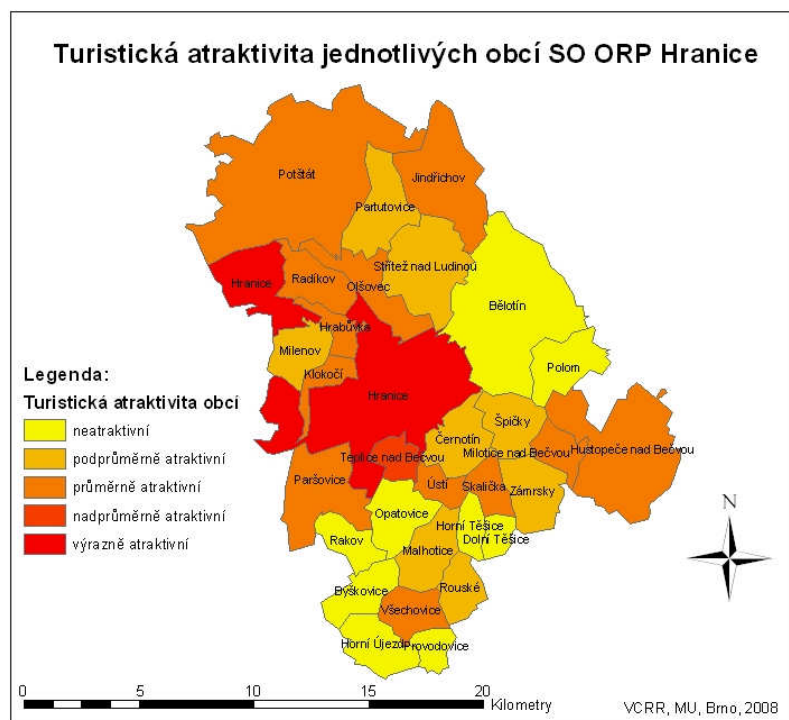 Turistická atraktivita jednotlivých obcí SO ORP Hranice
Potštát
Jindřichov
Partutovice
Střítež nad Ludinou
Hranice
Radíkov
Olšovec
Bělotín
Hrabůvka
Milenov
Polom
Klokočí
Hranice
Legenda:
Turistická atraktivita obcí
neatraktivní
podprůměrně atraktivní
průměrně atraktivní
nadprůměrně atraktivní
výrazně atraktivní
Špičky
Černotín
Hustopeče nad Bečvou
Milotice nad Bečvou
Teplice nad Bečvou
Paršovice
Ústí
Skalička
Zámrsky
Opatovice
Horní Těšice
Dolní Těšice
Rakov
Malhotice
Býškovice
Rouské
Všechovice
Horní Újezd
Provodovice
N
0 5 10 15 20
Kilometry
VCRR, MU, Brno, 2008